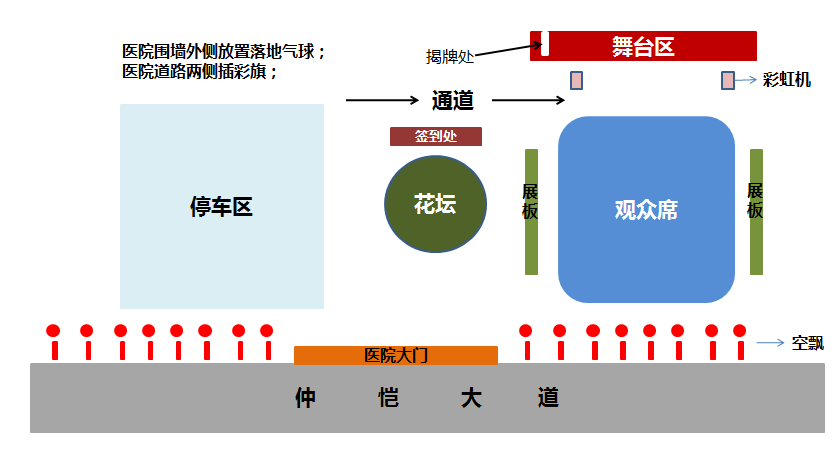 医院围墙外侧放置落地气球；
医院道路两侧插彩旗；
揭牌处
舞台区
彩虹机
通道
签到处
停车区
花坛
展板
观众席
展板
医院大门
空飘
仲恺大道